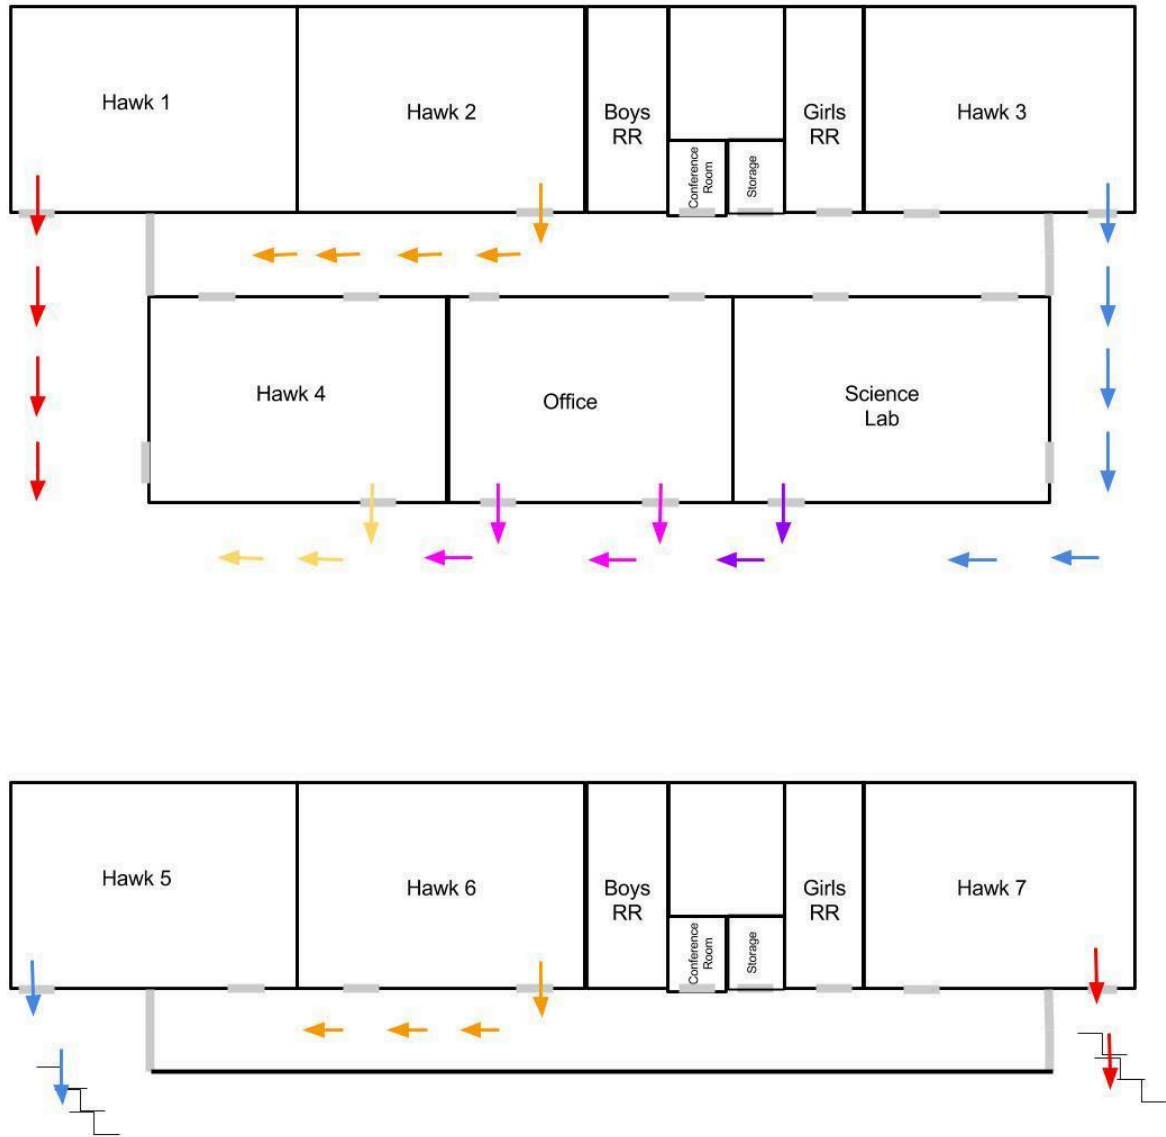 Hawk 1
Hawk 2
Boys
RR
Conference
Room
Storage
Girls
RR
Hawk 3
Hawk 4
Office
Science
Lab
Hawk 5
Hawk 6
Boys
RR
Conference
Room
Storage
Girls
RR
Hawk 7